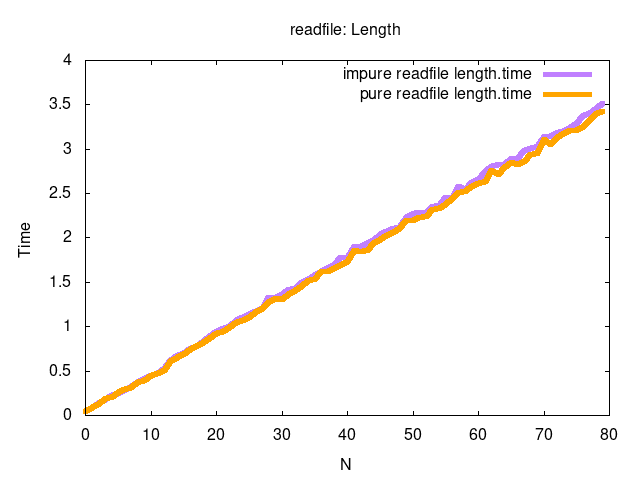 readfile: Length
impure readfile length.time
pure readfile length.time
4
3.5
3
2.5
2
1.5
1
0.5
0
Time
0 10 20 30 40 50 60 70 80
N